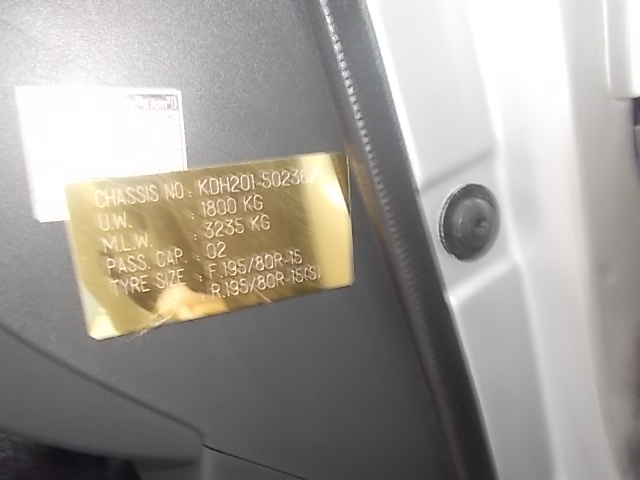 CHASSIS NO :
U.W. : 1800 KG
M.L.W. : 3235 KG
PASS. CAP. : 02
TYRE SIZE : F.195/80R-15
: R.195/80R-15(S)